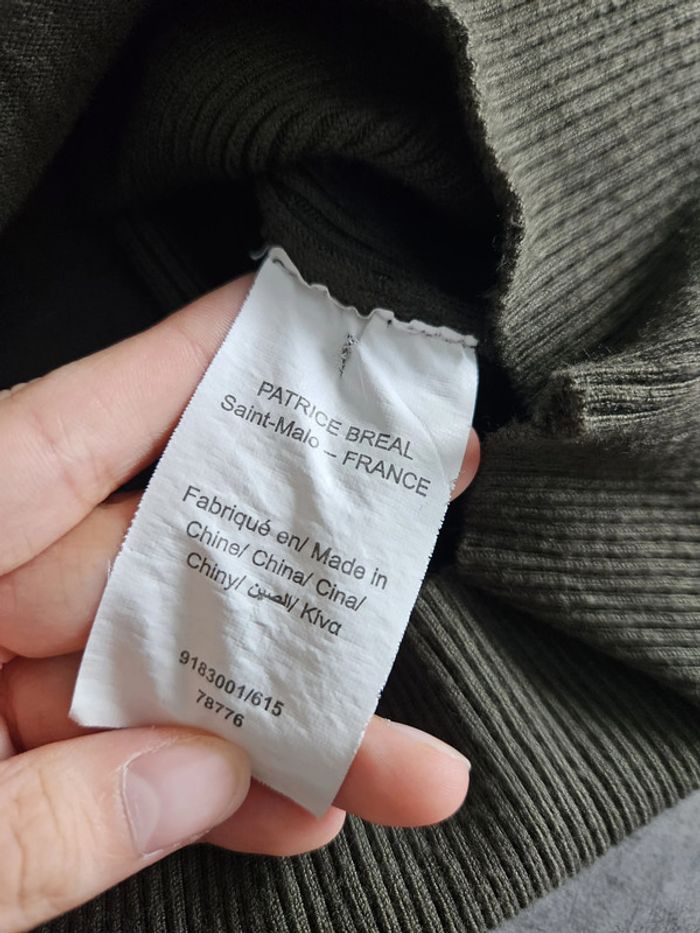 PATRICE BREAL
Saint-Malo – FRANCE
Fabriqué en/ Made in
Chine/ China/ Cina/
Chiny/ الصين/ Κίνα
9183001/615
78776